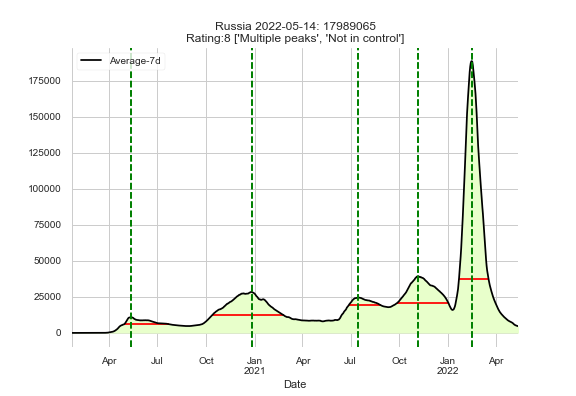 Russia 2022-05-14: 17989065
Rating:8 ['Multiple peaks', 'Not in control']
Average-7d
175000
150000
125000
100000
75000
50000
25000
0
Apr Jul Oct Jan Apr Jul Oct Jan Apr
2021 2022
Date